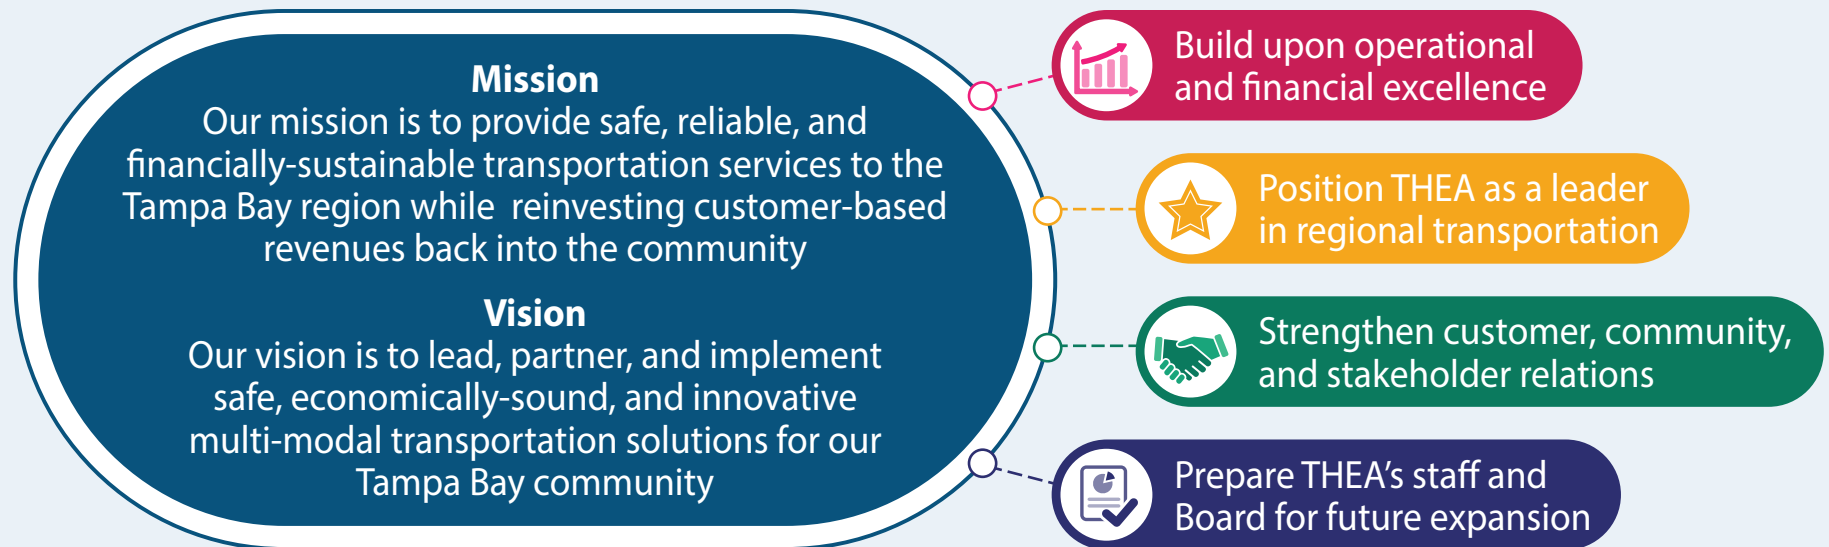 Mission
Our mission is to provide safe, reliable, and
financially-sustainable transportation services to the
Tampa Bay region while reinvesting customer-based
revenues back into the community
Vision
Our vision is to lead, partner, and implement
safe, economically-sound, and innovative
multi-modal transportation solutions for our
Tampa Bay community
Build upon operational
and financial excellence
Position THEA as a leader
in regional transportation
Strengthen customer, community,
and stakeholder relations
Prepare THEA’s staff and
Board for future expansion